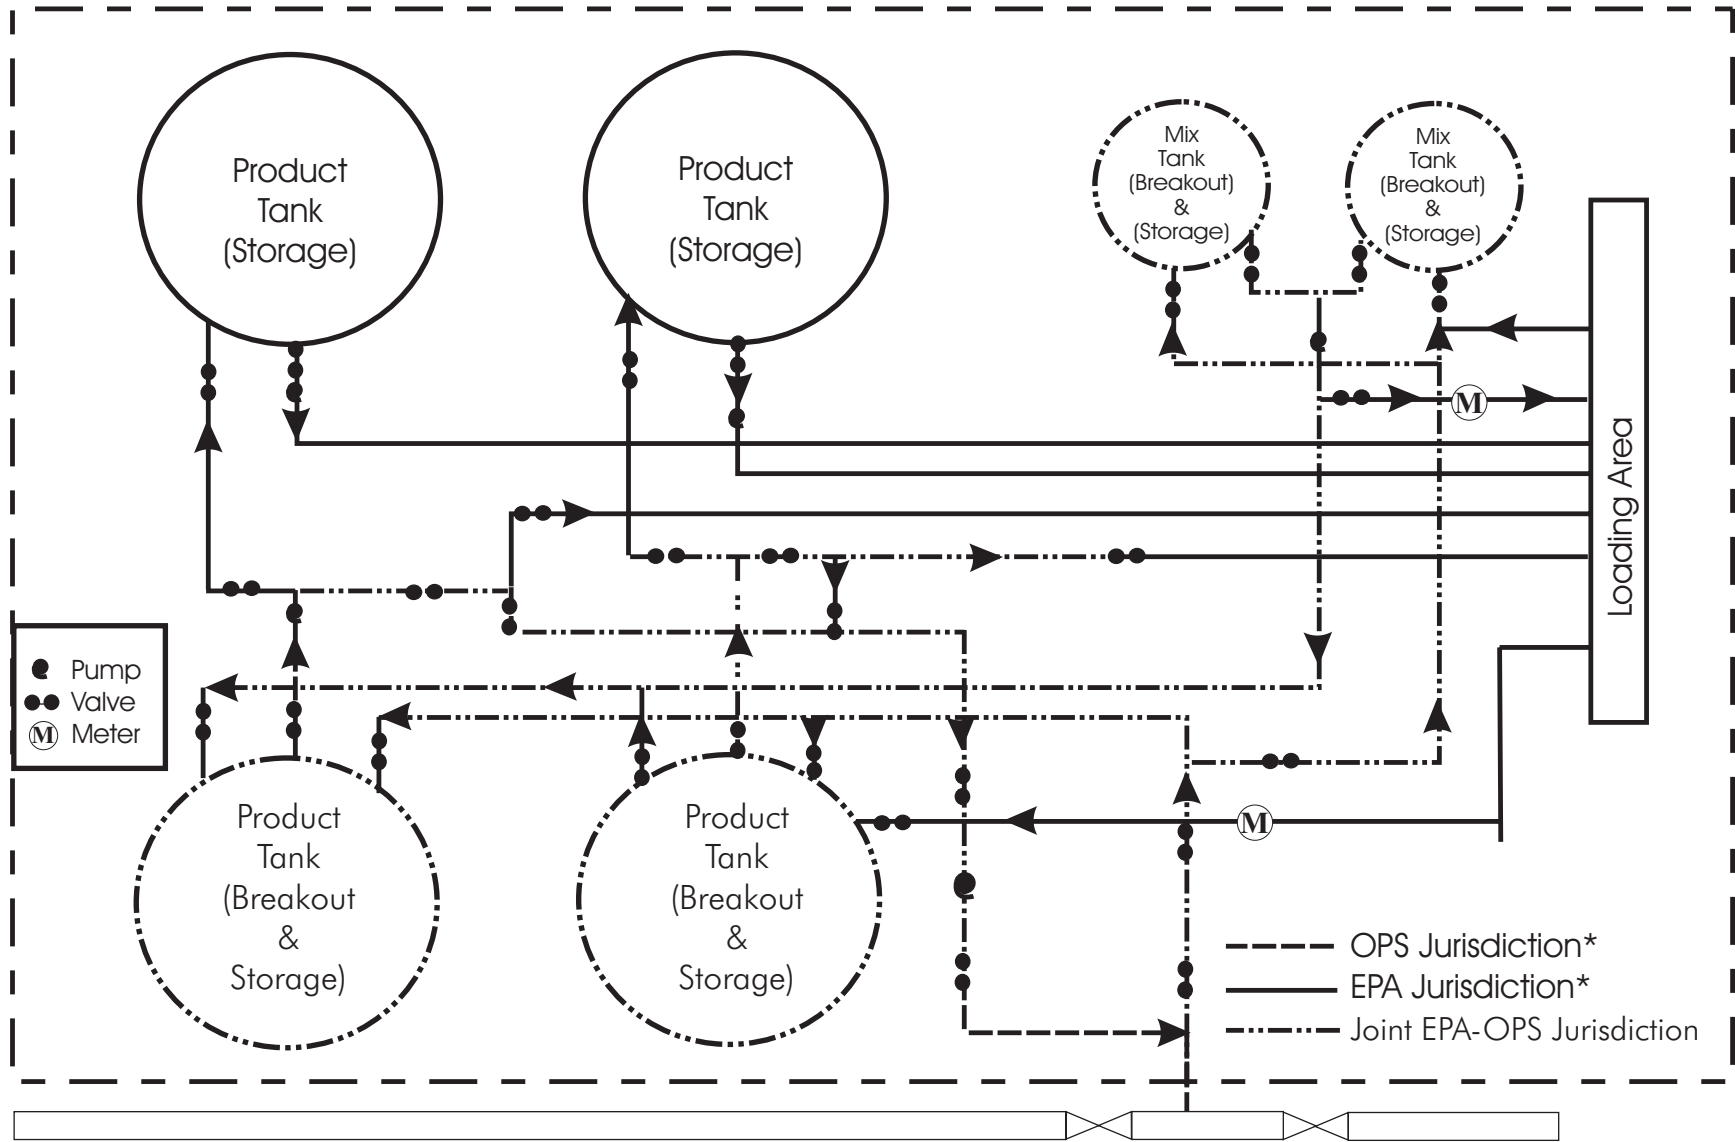 Product
Tank
(Storage)
Product
Tank
(Storage)
Mix
Tank
(Breakout)
&
(Storage)
Mix
Tank
(Breakout)
&
(Storage)
M
Loading Area
Pump
Valve
M Meter
Product
Tank
(Breakout
&
Storage)
Product
Tank
(Breakout
&
Storage)
M
OPS Jurisdiction*
EPA Jurisdiction*
Joint EPA-OPS Jurisdiction